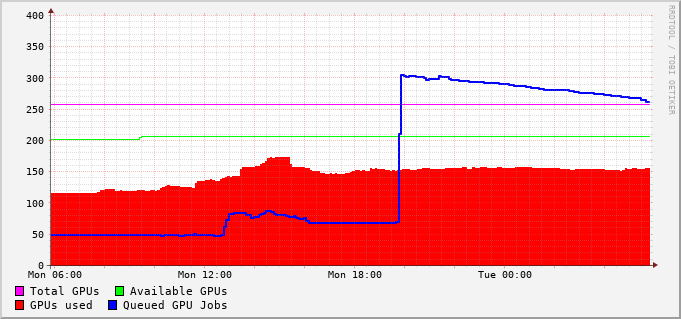 400
350
300
250
200
150
100
50
0
Mon 06:00 Mon 12:00 Mon 18:00 Tue 00:00
Total GPUs Available GPUs
GPUs used Queued GPU Jobs
RRDTOOL / TOBI OETIKER